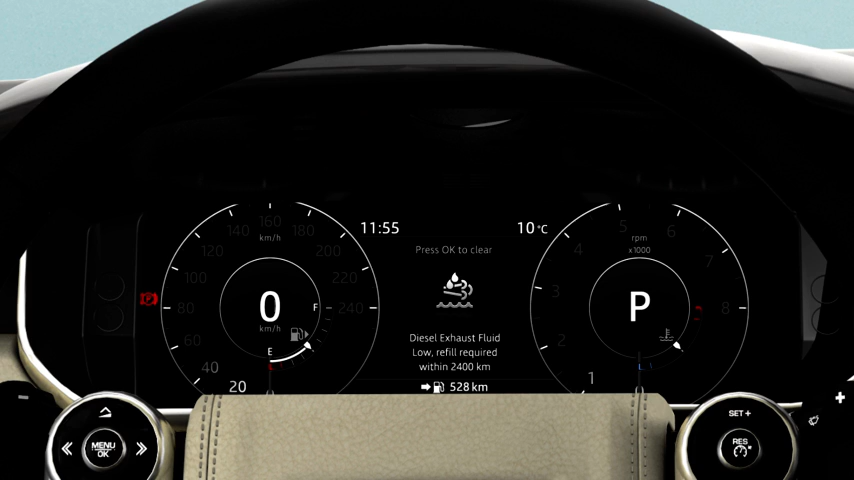 11:55
10 °C
Press OK to clear
Diesel Exhaust Fluid
Low, refill required
within 2400 km
528 km
20
40
60
80
100
120
140
160
180
200
220
240
km/h
0
km/h
F
E
P
rpm
x1000
1
2
3
4
5
6
7
8
MENU
OK
SET +
RES
-
+